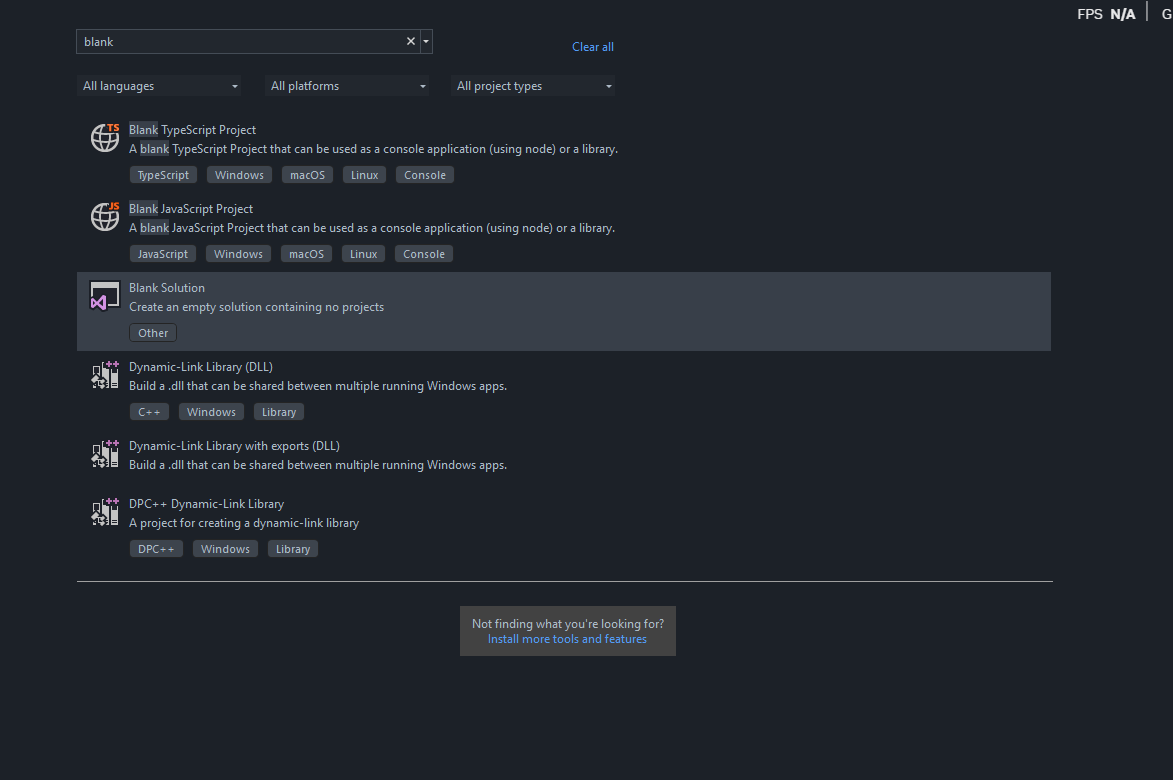 FPS N/A G
blank
Clear all
All languages
All platforms
All project types
TS
Blank TypeScript Project
A blank TypeScript Project that can be used as a console application (using node) or a library.
TypeScript Windows macOS Linux Console
JS
Blank JavaScript Project
A blank JavaScript Project that can be used as a console application (using node) or a library.
JavaScript Windows macOS Linux Console
Blank Solution
Create an empty solution containing no projects
Other
++
Dynamic-Link Library (DLL)
Build a .dll that can be shared between multiple running Windows apps.
C++ Windows Library
++
Dynamic-Link Library with exports (DLL)
Build a .dll that can be shared between multiple running Windows apps.
++
DPC++ Dynamic-Link Library
A project for creating a dynamic-link library
DPC++ Windows Library
Not finding what you're looking for?
Install more tools and features